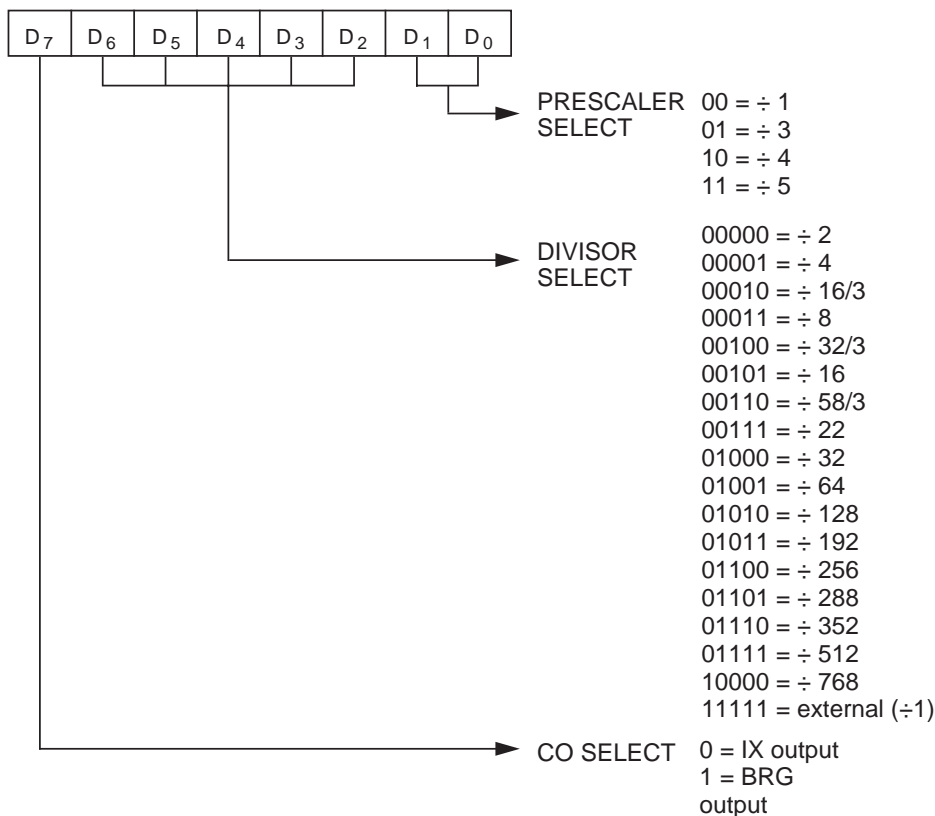 D7 D6 D5 D4 D3 D2 D1 D0
PRESCALER 00 = ÷ 1
SELECT 01 = ÷ 3
10 = ÷ 4
11 = ÷ 5
00000 = ÷ 2
DIVISOR 00001 = ÷ 4
SELECT 00010 = ÷ 16/3
00011 = ÷ 8
00100 = ÷ 32/3
00101 = ÷ 16
00110 = ÷ 58/3
00111 = ÷ 22
01000 = ÷ 32
01001 = ÷ 64
01010 = ÷ 128
01011 = ÷ 192
01100 = ÷ 256
01101 = ÷ 288
01110 = ÷ 352
01111 = ÷ 512
10000 = ÷ 768
11111 = external (÷1)
CO SELECT 0 = IX output
1 = BRG
output